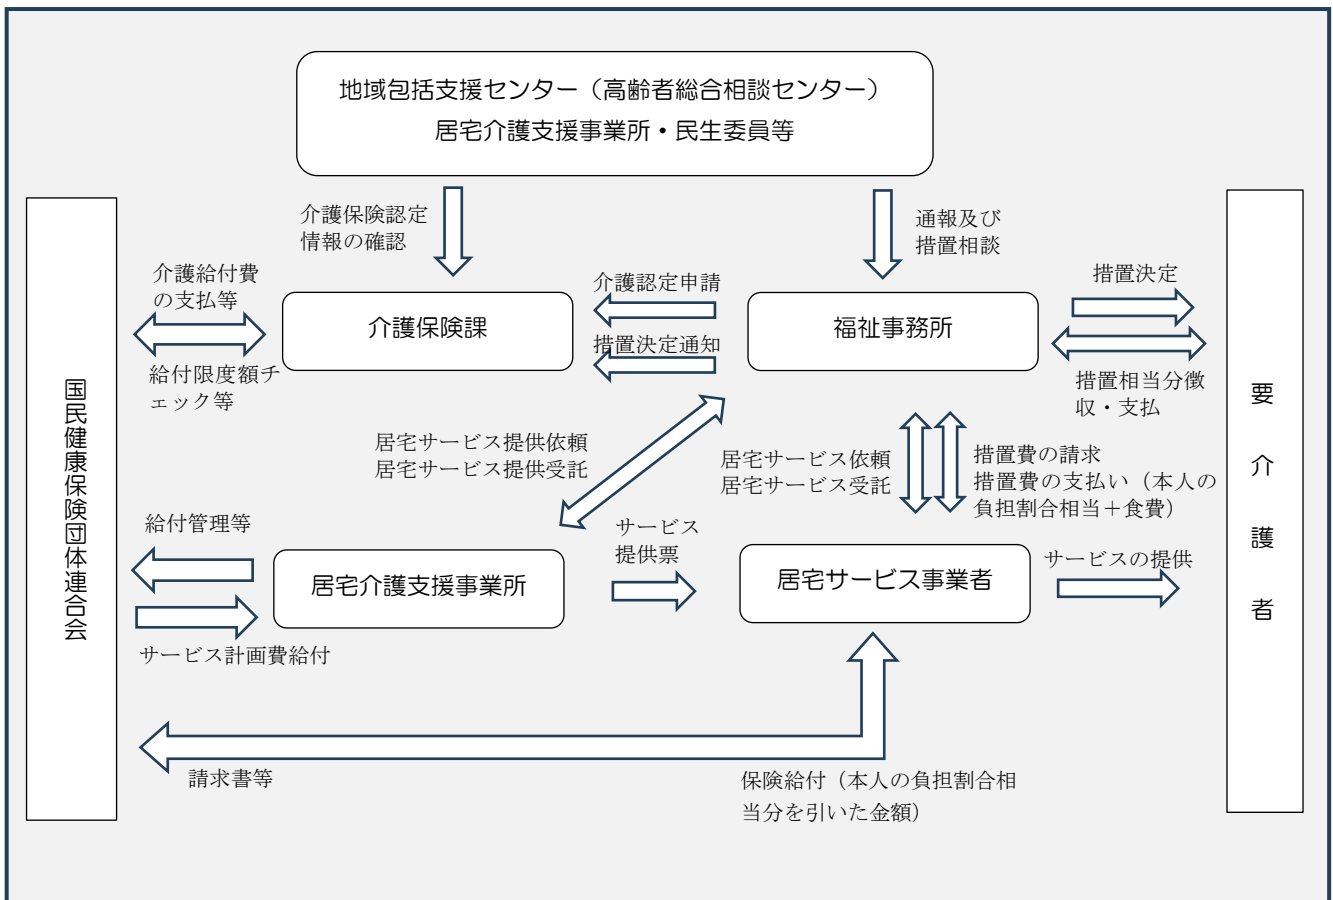 地域包括支援センター（高齢者総合相談センター）
居宅介護支援事業所・民生委員等
介護保険認定
情報の確認
通報及び
措置相談
介護給付費
の支払等
給付限度額チ
ェック等
介護保険課
介護認定申請
措置決定通知
福祉事務所
措置決定
措置相当分徴
収・支払
国民健康保険団体連合会
要介護者
居宅サービス提供依頼
居宅サービス提供受託
居宅サービス依頼
居宅サービス受託
措置費の請求
措置費の支払い（本人の
負担割合相当＋食費）
給付管理等
サービス計画費給付
居宅介護支援事業所
サービス
提供票
居宅サービス事業者
サービスの提供
請求書等
保険給付（本人の負担割合相
当分を引いた金額）